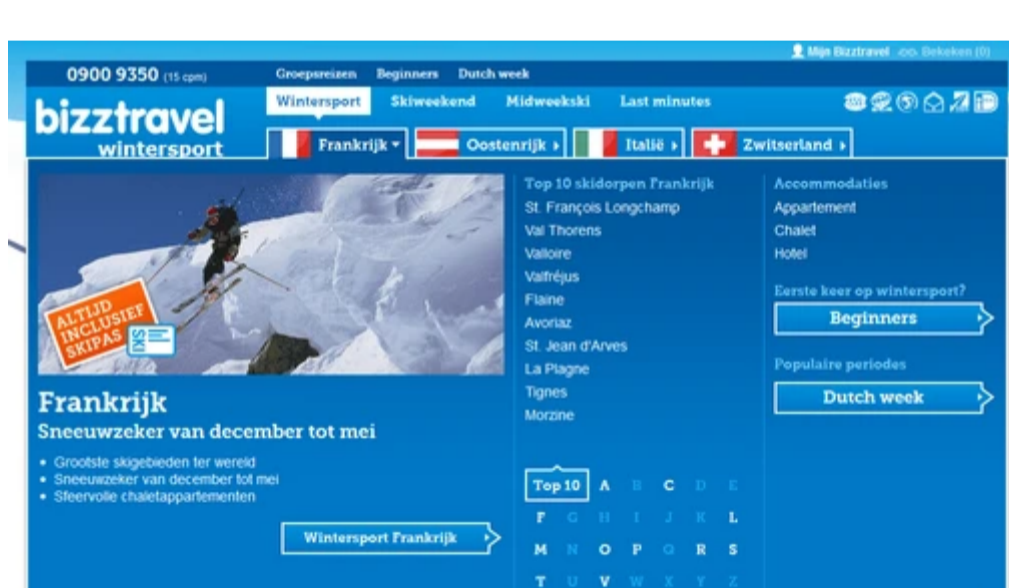 Mijn Bizztravel Bekeken (0)
0900 9350 (15 cpm) Groepsreizen Beginners Dutch week
bizztravel
wintersport
Wintersport Skiweekend Midweekski Last minutes
Frankrijk Oostenrijk Italië Zwitserland
ALTIJD
INCLUSIEF
SKIPAS
SKI
Frankrijk
Sneeuwzeker van december tot mei
Grootste skigebieden ter wereld
Sneeuwzeker van december tot mei
Sfeervolle chaletappartementen
Wintersport Frankrijk
Top 10 skidorpen Frankrijk
St. François Longchamp
Val Thorens
Valloire
Valfréjus
Flaine
Avoriaz
St. Jean d'Arves
La Plagne
Tignes
Morzine
Top 10 A B C D E
F G H I J K L
M N O P Q R S
T U V W X Y Z
Accommodaties
Appartement
Chalet
Hotel
Eerste keer op wintersport?
Beginners
Populaire periodes
Dutch week